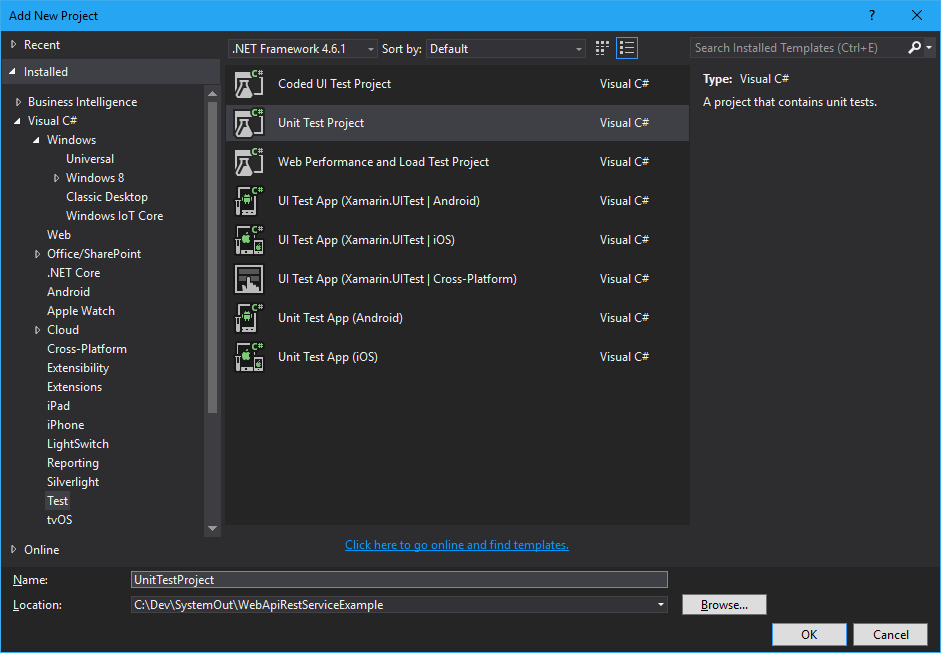 Add New Project
?
Recent
.NET Framework 4.6.1
Sort by:
Default
Search Installed Templates (Ctrl+E)
Installed
Business Intelligence
Visual C#
Windows
Universal
Windows 8
Classic Desktop
Windows IoT Core
Web
Office/SharePoint
.NET Core
Android
Apple Watch
Cloud
Cross-Platform
Extensibility
Extensions
iPad
iPhone
LightSwitch
Reporting
Silverlight
Test
tvOS
Online
C# Coded UI Test Project Visual C#
C# Unit Test Project Visual C#
C# Web Performance and Load Test Project Visual C#
C# UI Test App (Xamarin.UITest | Android) Visual C#
C# UI Test App (Xamarin.UITest | iOS) Visual C#
UI Test App (Xamarin.UITest | Cross-Platform) Visual C#
C# Unit Test App (Android) Visual C#
C# Unit Test App (iOS) Visual C#
Click here to go online and find templates.
Type: Visual C#
A project that contains unit tests.
Name: UnitTestProject
Location: C:\Dev\SystemOut\WebApiRestServiceExample
Browse...
OK
Cancel